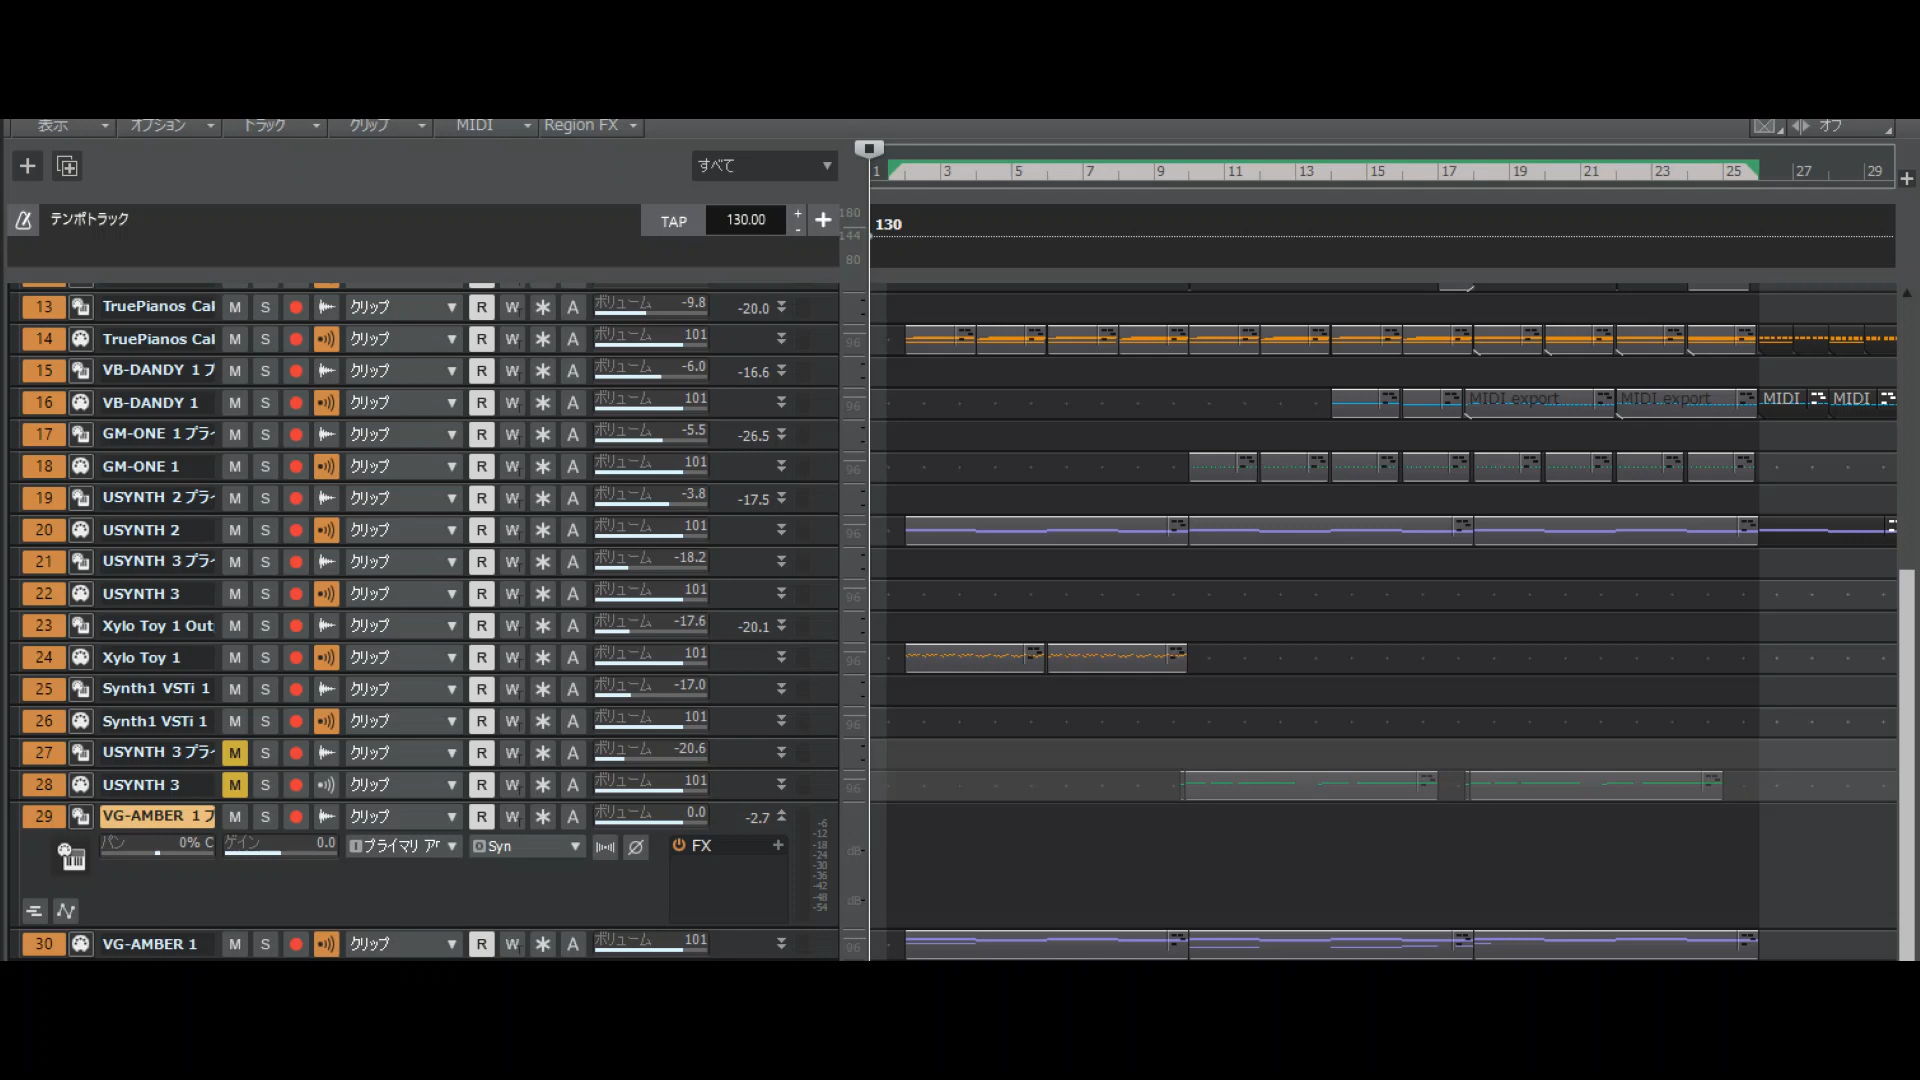 表示 オプション トラック クリップ MIDI Region FX オフ
すべて
1 3 5 7 9 11 13 15 17 19 21 23 25 27 29
テンポトラック TAP 130.00 + - 180 144 80 130
13 TruePianos Cal M S クリップ R W A ボリューム -9.8 -20.0
14 TruePianos Cal M S クリップ R W A ボリューム 101 96
15 VB-DANDY 1プ M S クリップ R W A ボリューム -6.0 -16.6
16 VB-DANDY 1 M S クリップ R W A ボリューム 101 96 MIDI export MIDI export MIDI MIDI
17 GM-ONE 1プラ M S クリップ R W A ボリューム -5.5 -26.5
18 GM-ONE 1 M S クリップ R W A ボリューム 101 96
19 USYNTH 2プラ M S クリップ R W A ボリューム -3.8 -17.5
20 USYNTH 2 M S クリップ R W A ボリューム 101 96
21 USYNTH 3プラ M S クリップ R W A ボリューム -18.2
22 USYNTH 3 M S クリップ R W A ボリューム 101 96
23 Xylo Toy 1 Out M S クリップ R W A ボリューム -17.6 -20.1
24 Xylo Toy 1 M S クリップ R W A ボリューム 101 96
25 Synth1 VSTi 1 M S クリップ R W A ボリューム -17.0
26 Synth1 VSTi 1 M S クリップ R W A ボリューム 101 96
27 USYNTH 3プラ M S クリップ R W A ボリューム -20.6
28 USYNTH 3 M S クリップ R W A ボリューム 101 96
29 VG-AMBER 1プ M S クリップ R W A ボリューム 0.0 -2.7
パン 0% C ゲイン 0.0 I プライマリ ア O Syn FX
-6
-12
-18
-24
-30
-36
-42
-48
-54
dB
dB
30 VG-AMBER 1 M S クリップ R W A ボリューム 101 96